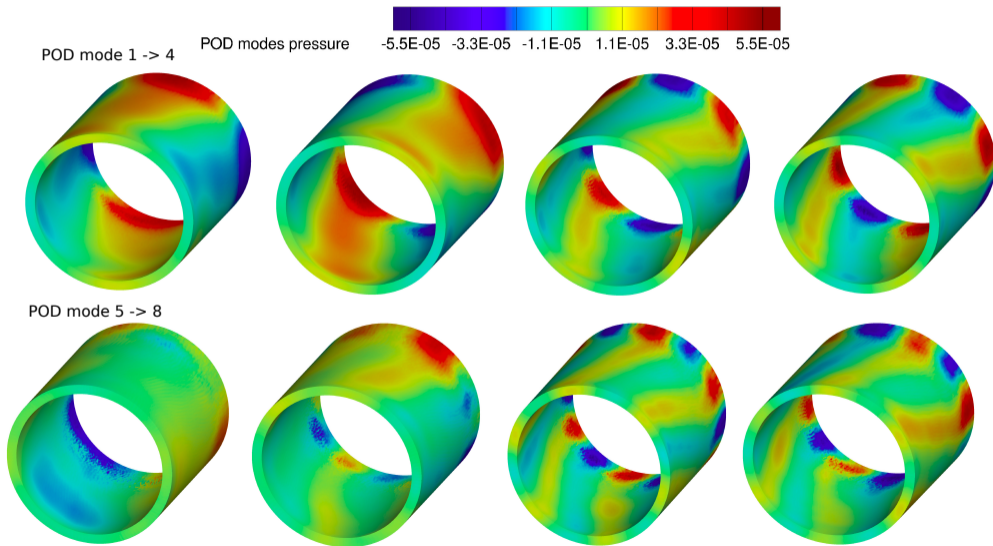 POD mode 1 -> 4
POD modes pressure
-5.5E-05 -3.3E-05 -1.1E-05 1.1E-05 3.3E-05 5.5E-05
POD mode 5 -> 8